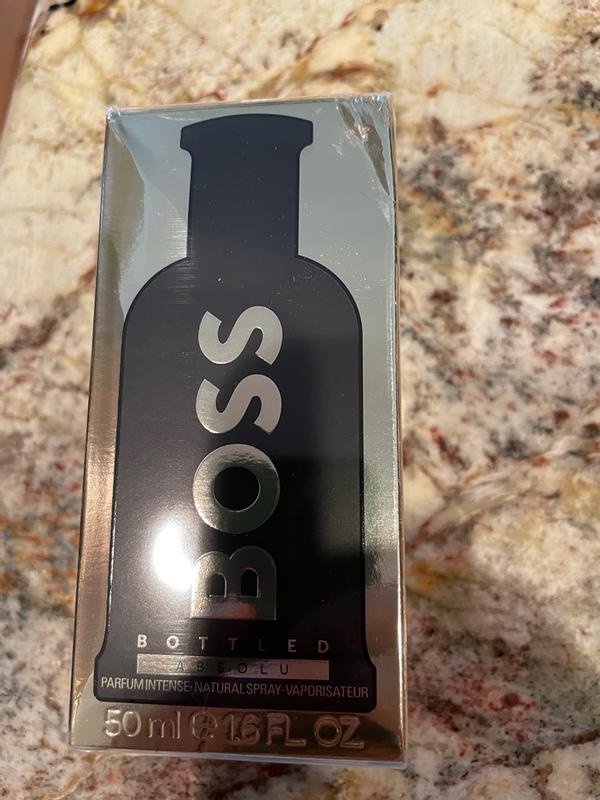 BOSS
BOTTLED
ABSOLU
PARFUM INTENSE·NATURAL SPRAY·VAPORISATEUR
50 ml ℮ 1.6 FL OZ